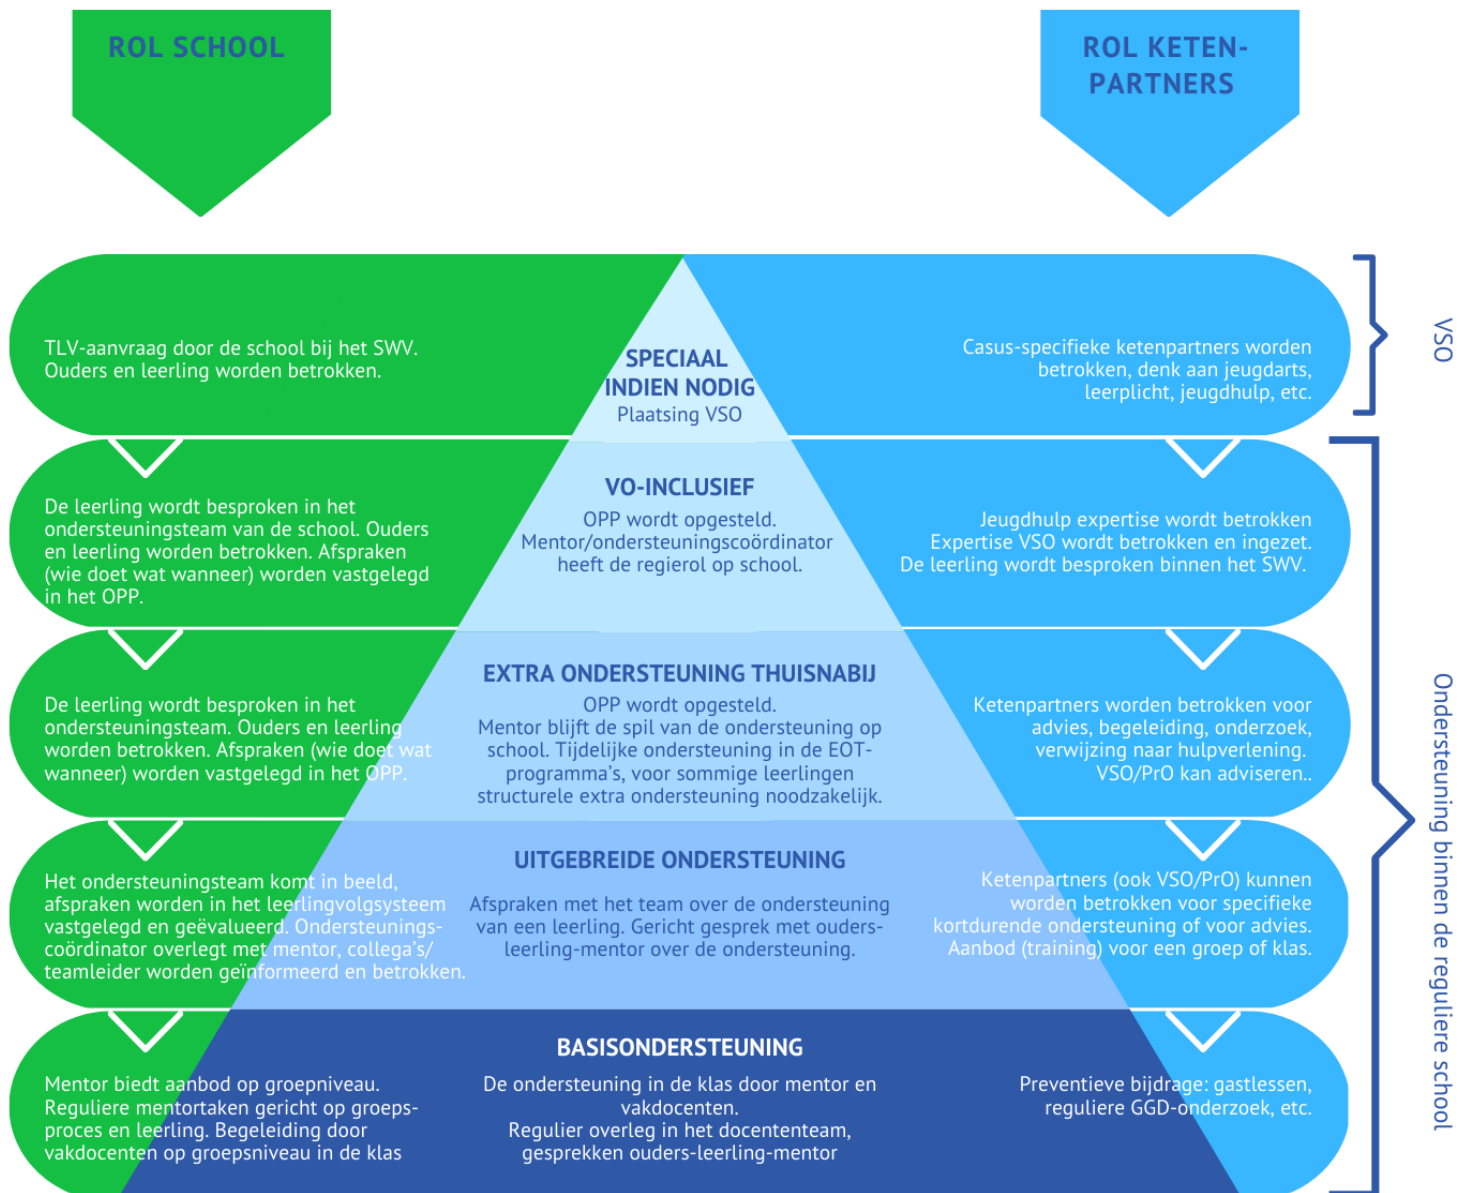 ROL SCHOOL
ROL KETEN-
PARTNERS
TLV-aanvraag door de school bij het SWV.
Ouders en leerling worden betrokken.
SPECIAAL
INDIEN NODIG
Plaatsing VSO
Casus-specifieke ketenpartners worden
betrokken, denk aan jeugdarts,
leerplicht, jeugdhulp, etc.
VSO
De leerling wordt besproken in het
ondersteuningsteam van de school. Ouders
en leerling worden betrokken. Afspraken
(wie doet wat wanneer) worden vastgelegd
in het OPP.
VO-INCLUSIEF
OPP wordt opgesteld.
Mentor/ondersteuningscoördinator
heeft de regierol op school.
Jeugdhulp expertise wordt betrokken
Expertise VSO wordt betrokken en ingezet.
De leerling wordt besproken binnen het SWV.
De leerling wordt besproken in het
ondersteuningsteam. Ouders en leerling
worden betrokken. Afspraken (wie doet wat
wanneer) worden vastgelegd in het OPP.
EXTRA ONDERSTEUNING THUISNABIJ
OPP wordt opgesteld.
Mentor blijft de spil van de ondersteuning op
school. Tijdelijke ondersteuning in de EOT-
programma's, voor sommige leerlingen
structurele extra ondersteuning noodzakelijk.
Ketenpartners worden betrokken voor
advies, begeleiding, onderzoek,
verwijzing naar hulpverlening.
VSO/PrO kan adviseren..
Ondersteuning binnen de reguliere school
Het ondersteuningsteam komt in beeld,
afspraken worden in het leerlingvolgsysteem
vastgelegd en geëvalueerd. Ondersteunings-
coördinator overlegt met mentor, collega's/
teamleider worden geïnformeerd en betrokken.
UITGEBREIDE ONDERSTEUNING
Afspraken met het team over de ondersteuning
van een leerling. Gericht gesprek met ouders-
leerling-mentor over de ondersteuning.
Ketenpartners (ook VSO/PrO) kunnen
worden betrokken voor specifieke
kortdurende ondersteuning of voor advies.
Aanbod (training) voor een groep of klas.
Mentor biedt aanbod op groepniveau.
Reguliere mentortaken gericht op groeps-
proces en leerling. Begeleiding door
vakdocenten op groepsniveau in de klas
BASISONDERSTEUNING
De ondersteuning in de klas door mentor en
vakdocenten.
Regulier overleg in het docententeam,
gesprekken ouders-leerling-mentor
Preventieve bijdrage: gastlessen,
reguliere GGD-onderzoek, etc.